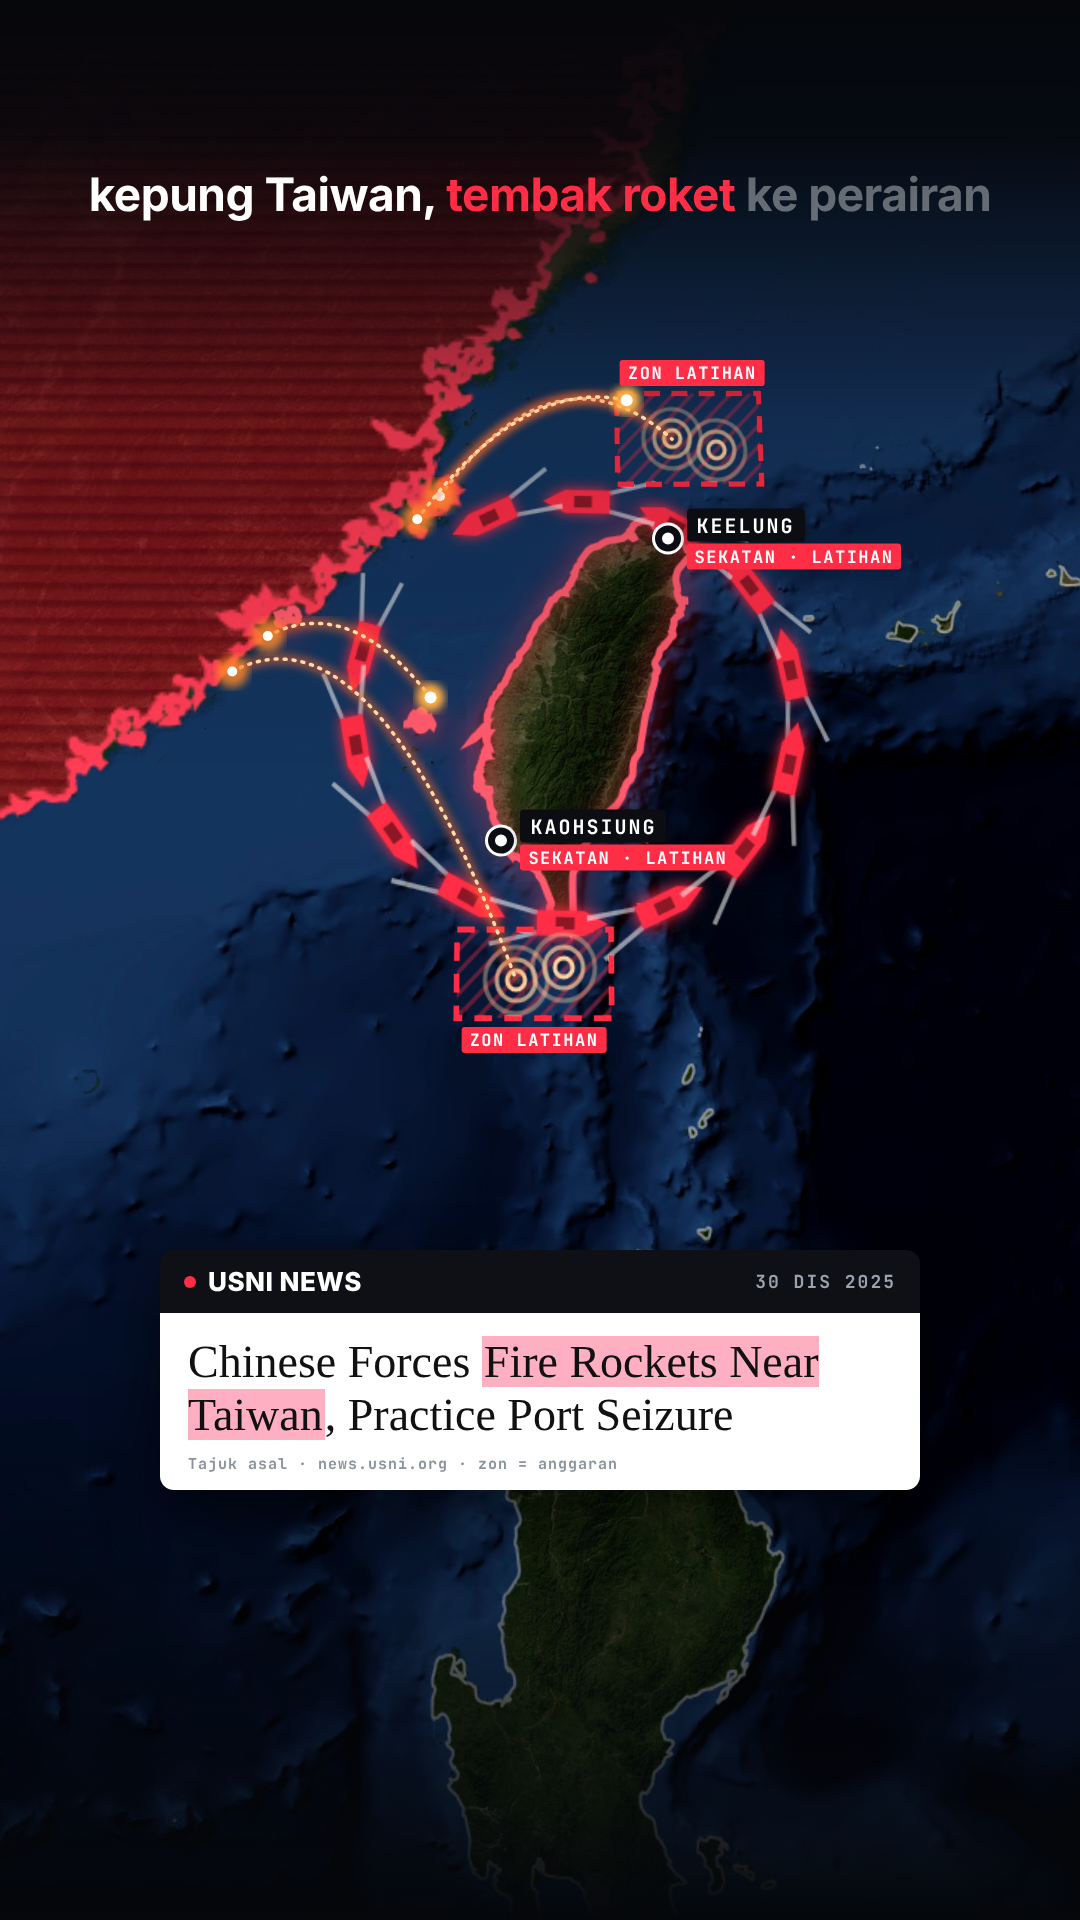 kepung Taiwan, tembak roket ke perairan
ZON LATIHAN
KEELUNG
SEKATAN · LATIHAN
KAOHSIUNG
SEKATAN · LATIHAN
ZON LATIHAN
USNI NEWS
30 DIS 2025
Chinese Forces Fire Rockets Near
Taiwan, Practice Port Seizure
Tajuk asal · news.usni.org · zon = anggaran